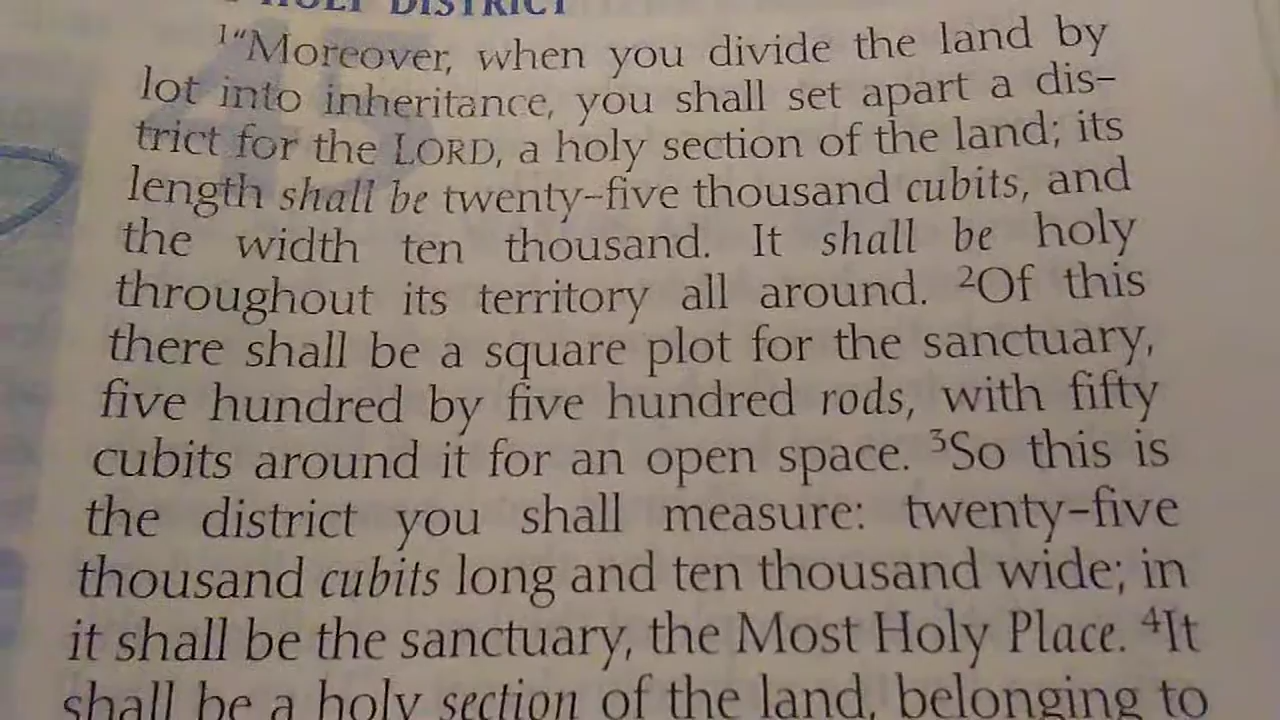 HOLY DISTRICT
1“Moreover, when you divide the land by
lot into inheritance, you shall set apart a dis-
trict for the LORD, a holy section of the land; its
length shall be twenty-five thousand cubits, and
the width ten thousand. It shall be holy
throughout its territory all around. 2Of this
there shall be a square plot for the sanctuary,
five hundred by five hundred rods, with fifty
cubits around it for an open space. 3So this is
the district you shall measure: twenty-five
thousand cubits long and ten thousand wide; in
it shall be the sanctuary, the Most Holy Place. 4It
shall be a holy section of the land, belonging to